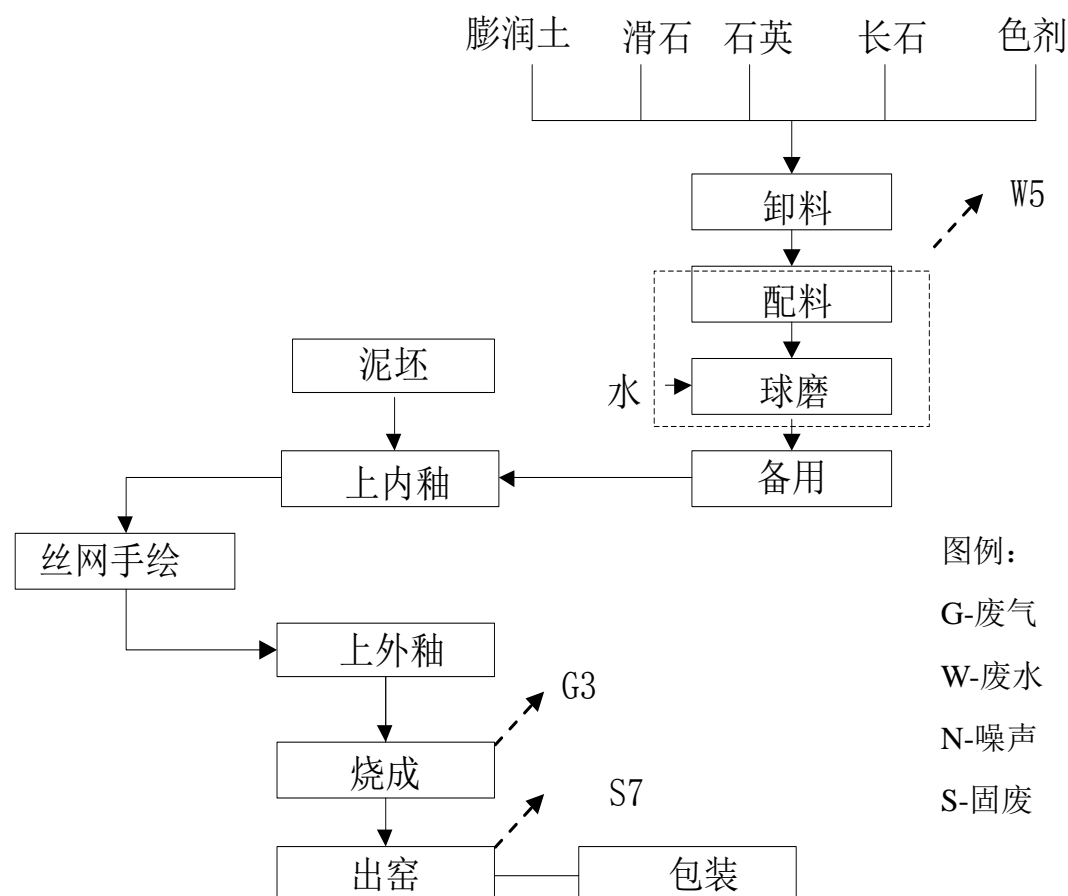 膨润土 滑石 石英 长石 色剂
卸料
W5
配料
泥坯
水
球磨
上内釉
备用
丝网手绘
上外釉
G3
烧成
S7
出窑
包装
图例：
G-废气
W-废水
N-噪声
S-固废